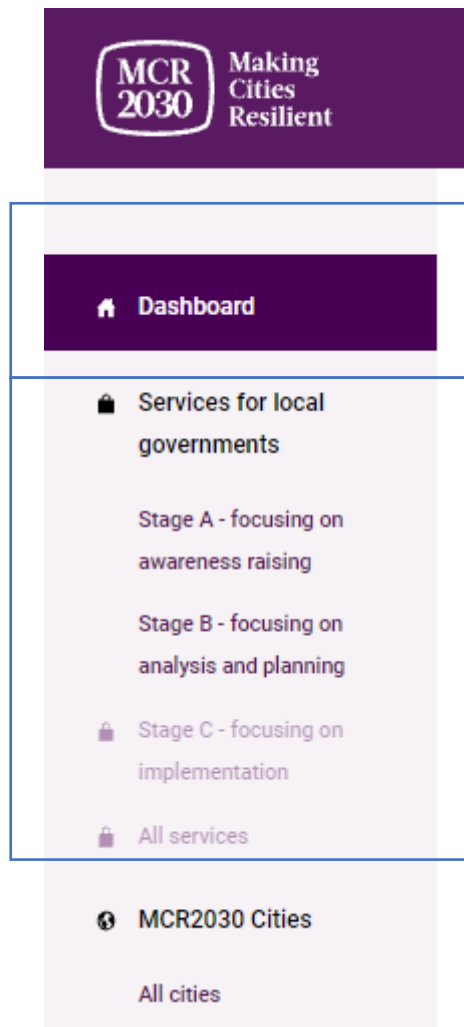 MCR
2030
Making
Cities
Resilient
Dashboard
Services for local
governments
Stage A - focusing on
awareness raising
Stage B - focusing on
analysis and planning
Stage C - focusing on
implementation
All services
MCR2030 Cities
All cities